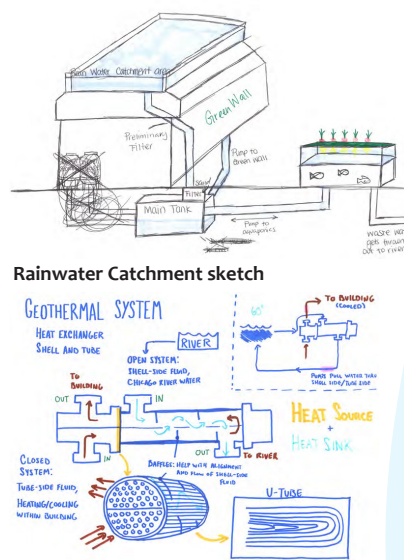 Rain Water Catchment area
Green Wall
Preliminary
Filter
Pump to
Green wall
Sand
Filter
Main Tank
Pump to
aquaponics
waste wa
gets throw
out to river
Rainwater Catchment sketch
GEOTHERMAL SYSTEM
HEAT EXCHANGER
SHELL AND TUBE
RIVER
OPEN SYSTEM:
SHELL-SIDE FLUID,
CHICAGO RIVER WATER
TO BUILDING
(COOLED)
60°
PUMPS PULL WATER THRU
SHELL SIDE/TUBE SIDE
TO
BUILDING
OUT
IN
HEAT SOURCE
+
HEAT SINK
IN
OUT
TO RIVER
CLOSED
SYSTEM:
TUBE-SIDE FLUID,
HEATING/COOLING
WITHIN BUILDING
BAFFLES: HELP WITH ALIGNMENT
AND FLOW OF SHELL-SIDE
FLUID
U-TUBE